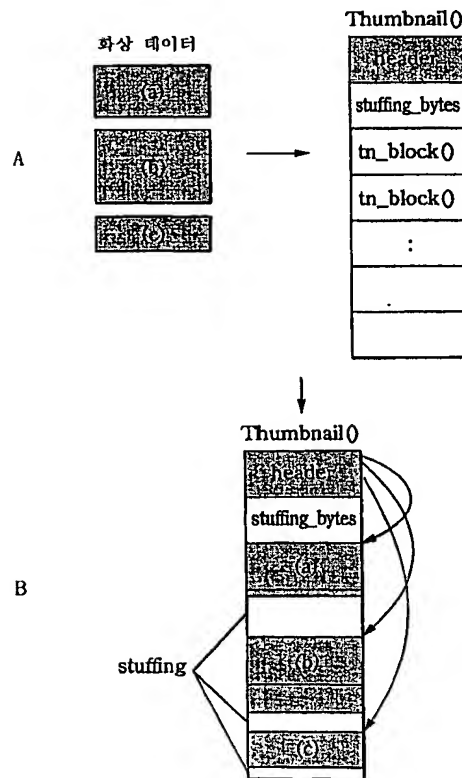 Thumbnail()
화상 데이터
header
(a)
stuffing_bytes
A
(b)
tn_block()
tn_block()
(c)
:
.
Thumbnail()
header
stuffing_bytes
(a)
B
stuffing
(b)
(c)